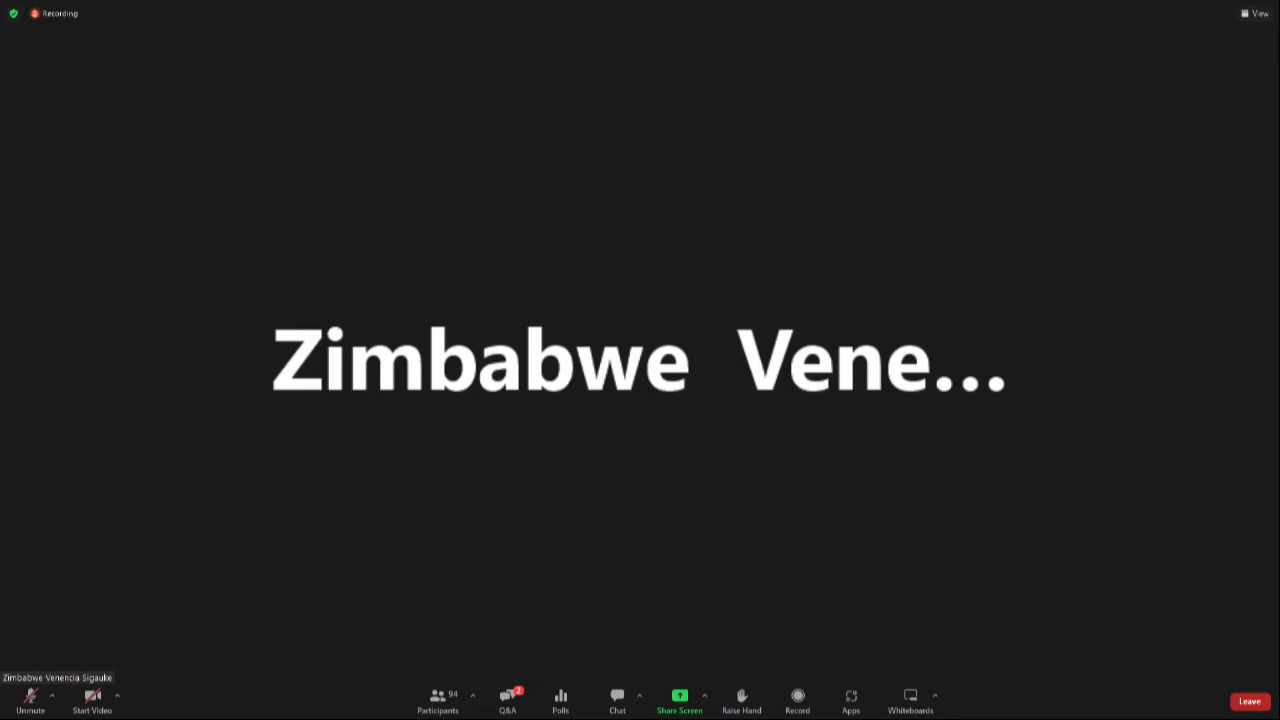 Recording
View
Zimbabwe Vene...
Zimbabwe Venencia Sigauke
94
2
Unmute
Start Video
Participants
Q&A
Polls
Chat
Share Screen
Raise Hand
Record
Apps
Whiteboards
Leave